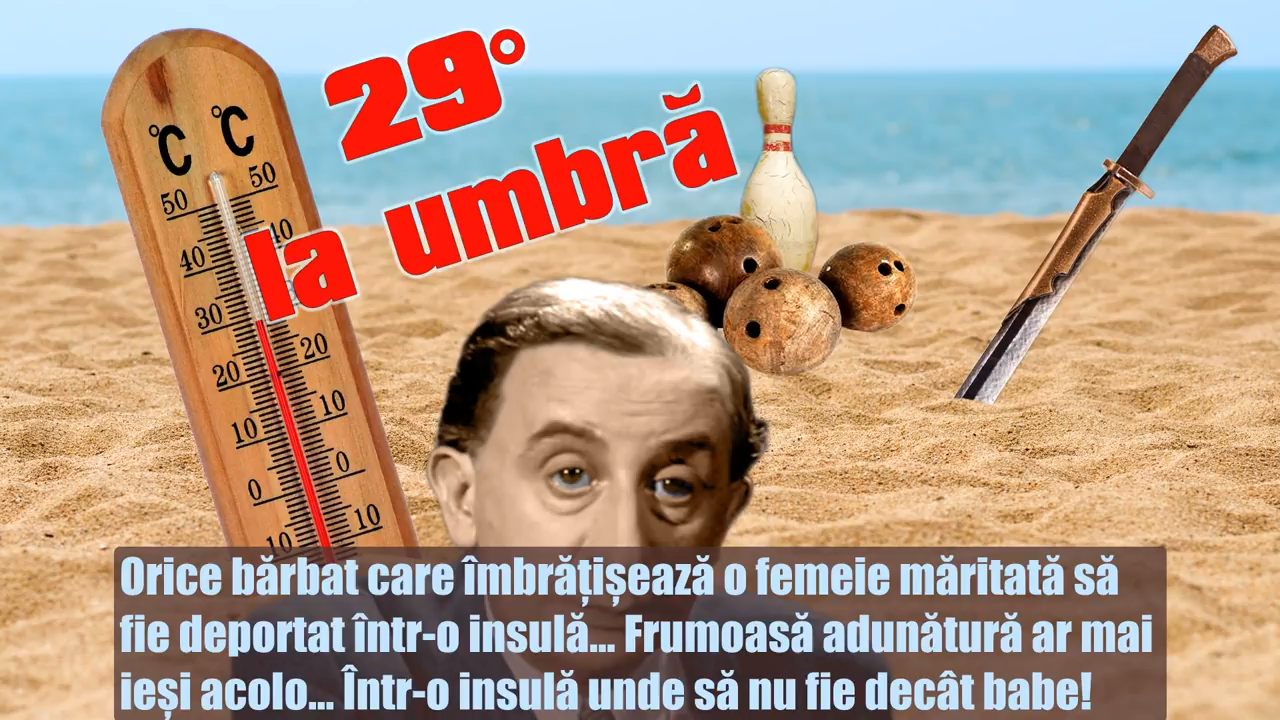 29°
la umbră
°C °C
50 50
40 40
30
20 20
10 10
0 0
10 10
Orice bărbat care îmbrățișează o femeie măritată să
fie deportat într-o insulă... Frumoasă adunătură ar mai
ieși acolo... Într-o insulă unde să nu fie decât babe!